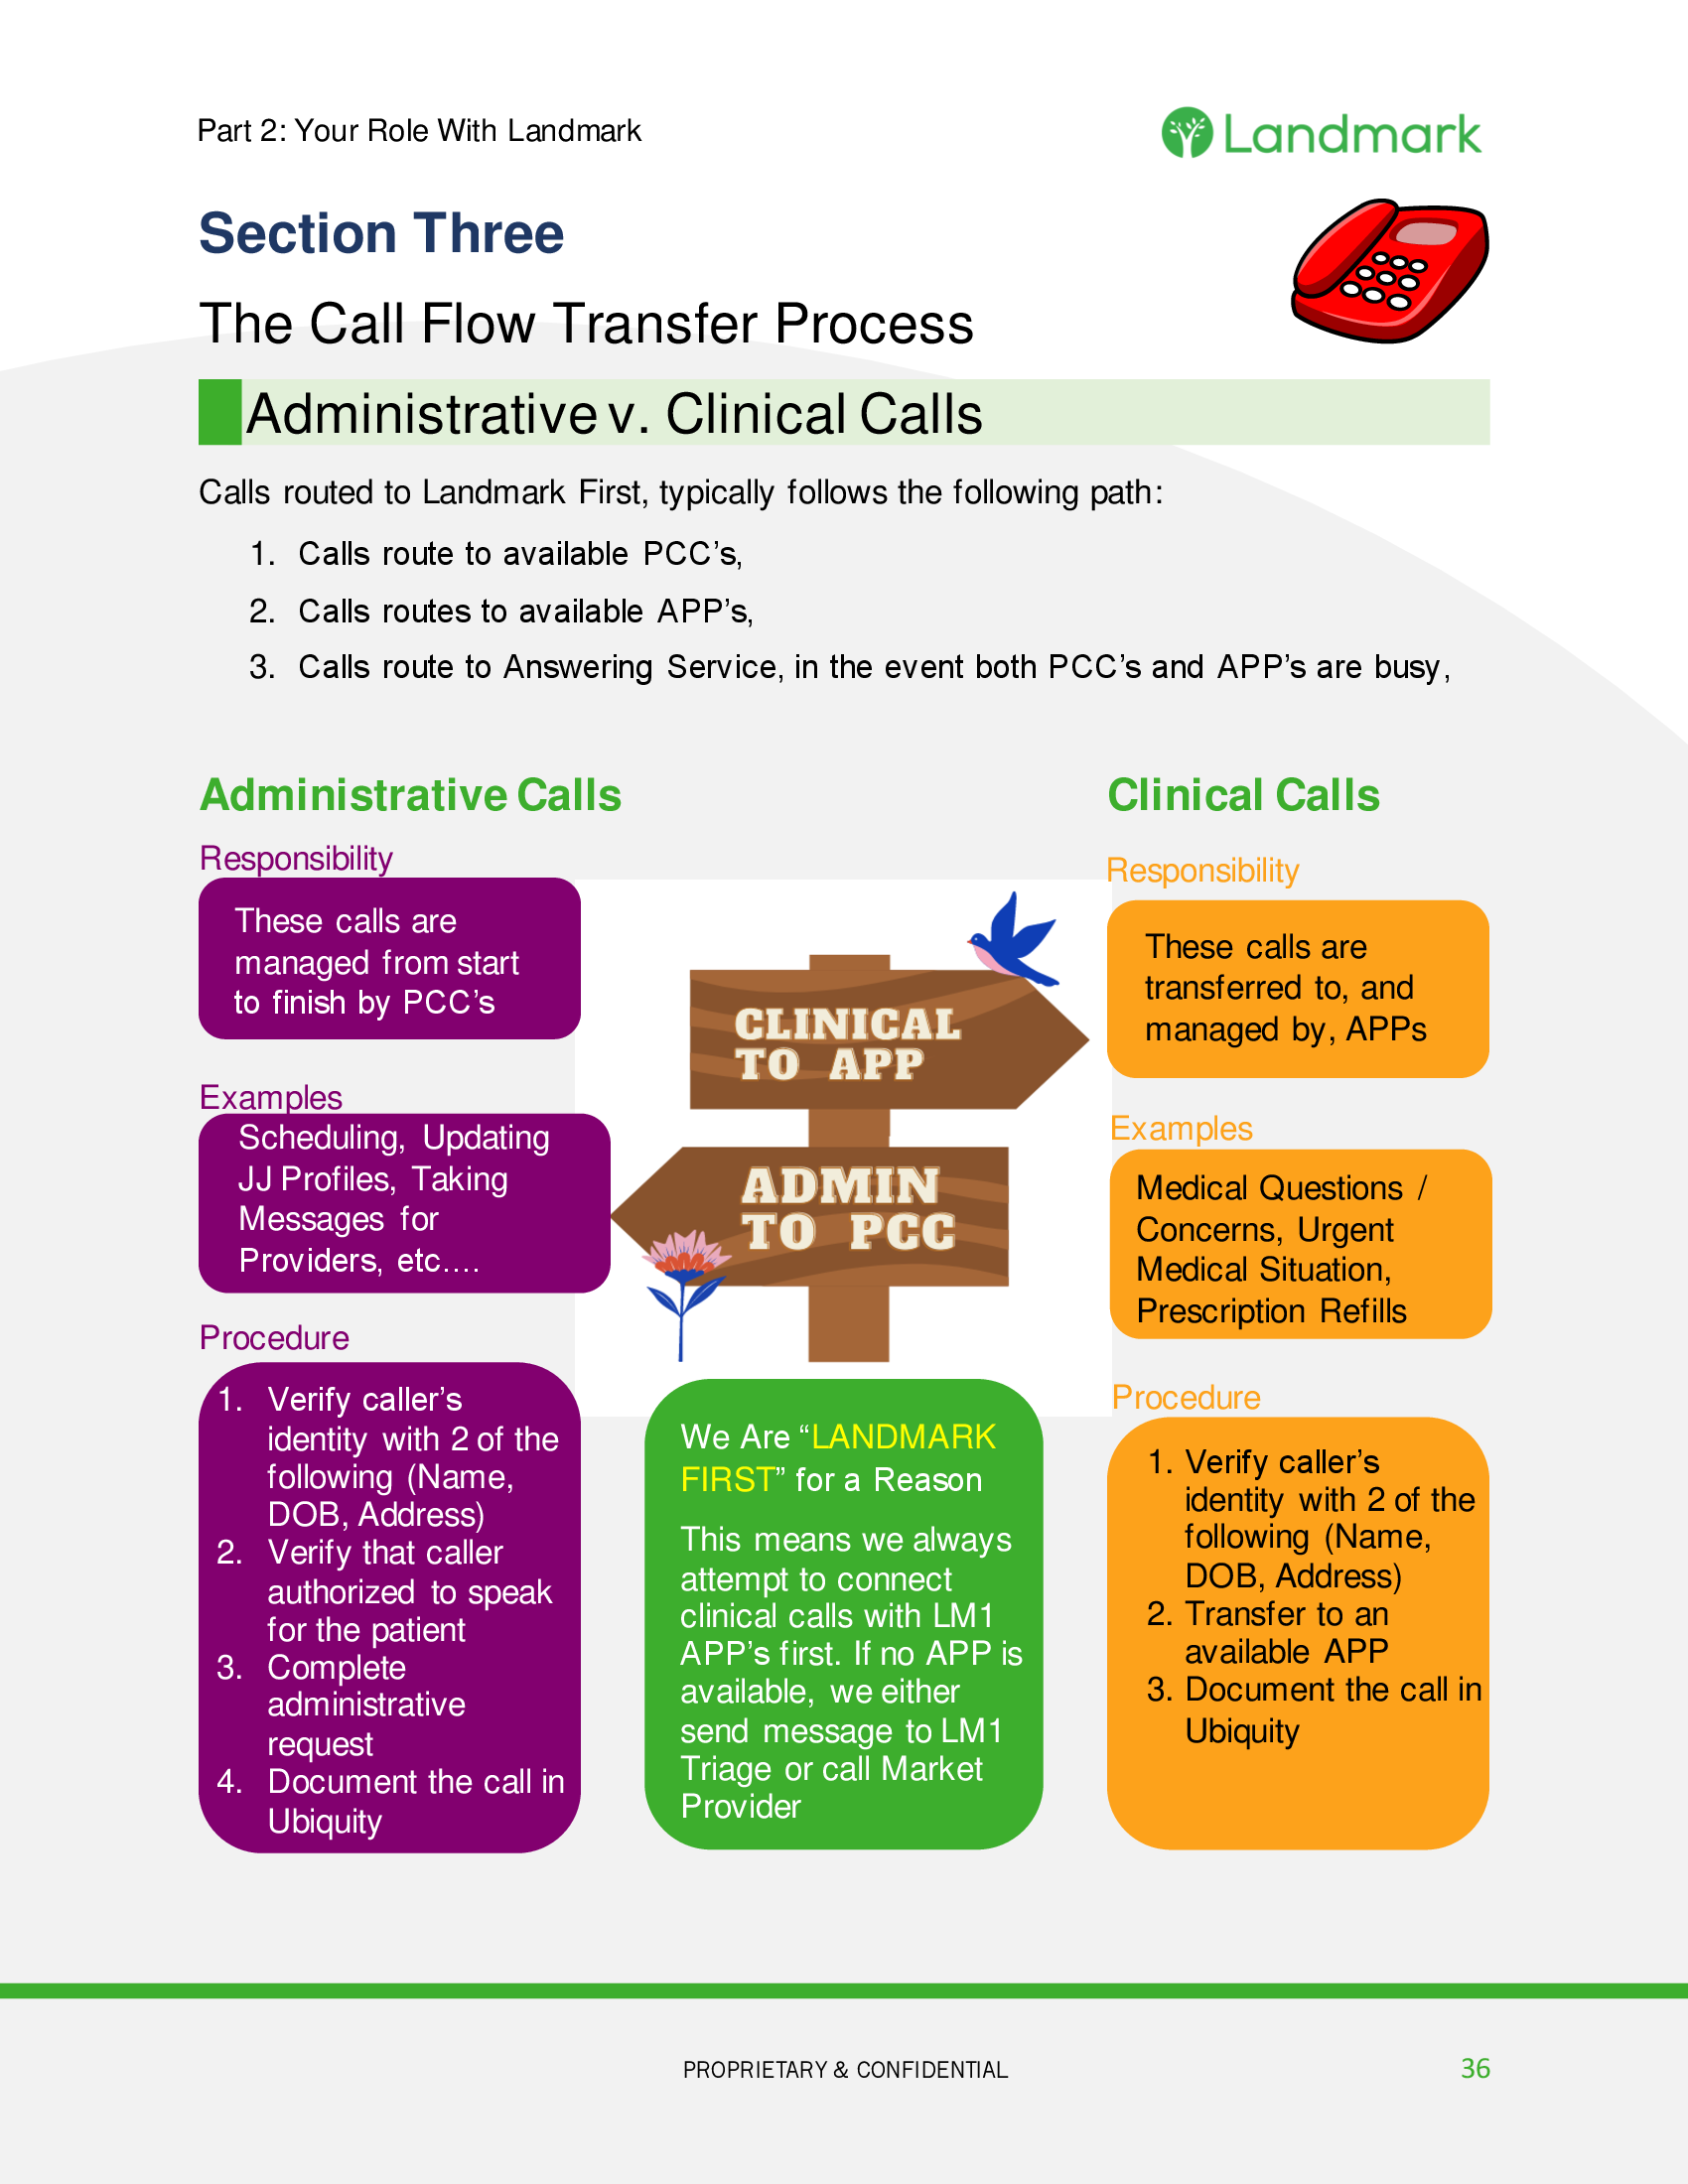 Part 2: Your Role With Landmark
Landmark
Section Three
The Call Flow Transfer Process
Administrative v. Clinical Calls
Calls routed to Landmark First, typically follows the following path:
1. Calls route to available PCC’s,
2. Calls routes to available APP’s,
3. Calls route to Answering Service, in the event both PCC’s and APP’s are busy,
Administrative Calls
Responsibility
These calls are
managed from start
to finish by PCC’s
Examples
Scheduling, Updating
JJ Profiles, Taking
Messages for
Providers, etc....
Procedure
1. Verify caller’s
identity with 2 of the
following (Name,
DOB, Address)
2. Verify that caller
authorized to speak
for the patient
3. Complete
administrative
request
4. Document the call in
Ubiquity
CLINICAL
TO APP
ADMIN
TO PCC
We Are “LANDMARK
FIRST” for a Reason
This means we always
attempt to connect
clinical calls with LM1
APP’s first. If no APP is
available, we either
send message to LM1
Triage or call Market
Provider
Clinical Calls
Responsibility
These calls are
transferred to, and
managed by, APPs
Examples
Medical Questions /
Concerns, Urgent
Medical Situation,
Prescription Refills
Procedure
1. Verify caller’s
identity with 2 of the
following (Name,
DOB, Address)
2. Transfer to an
available APP
3. Document the call in
Ubiquity
PROPRIETARY & CONFIDENTIAL
36